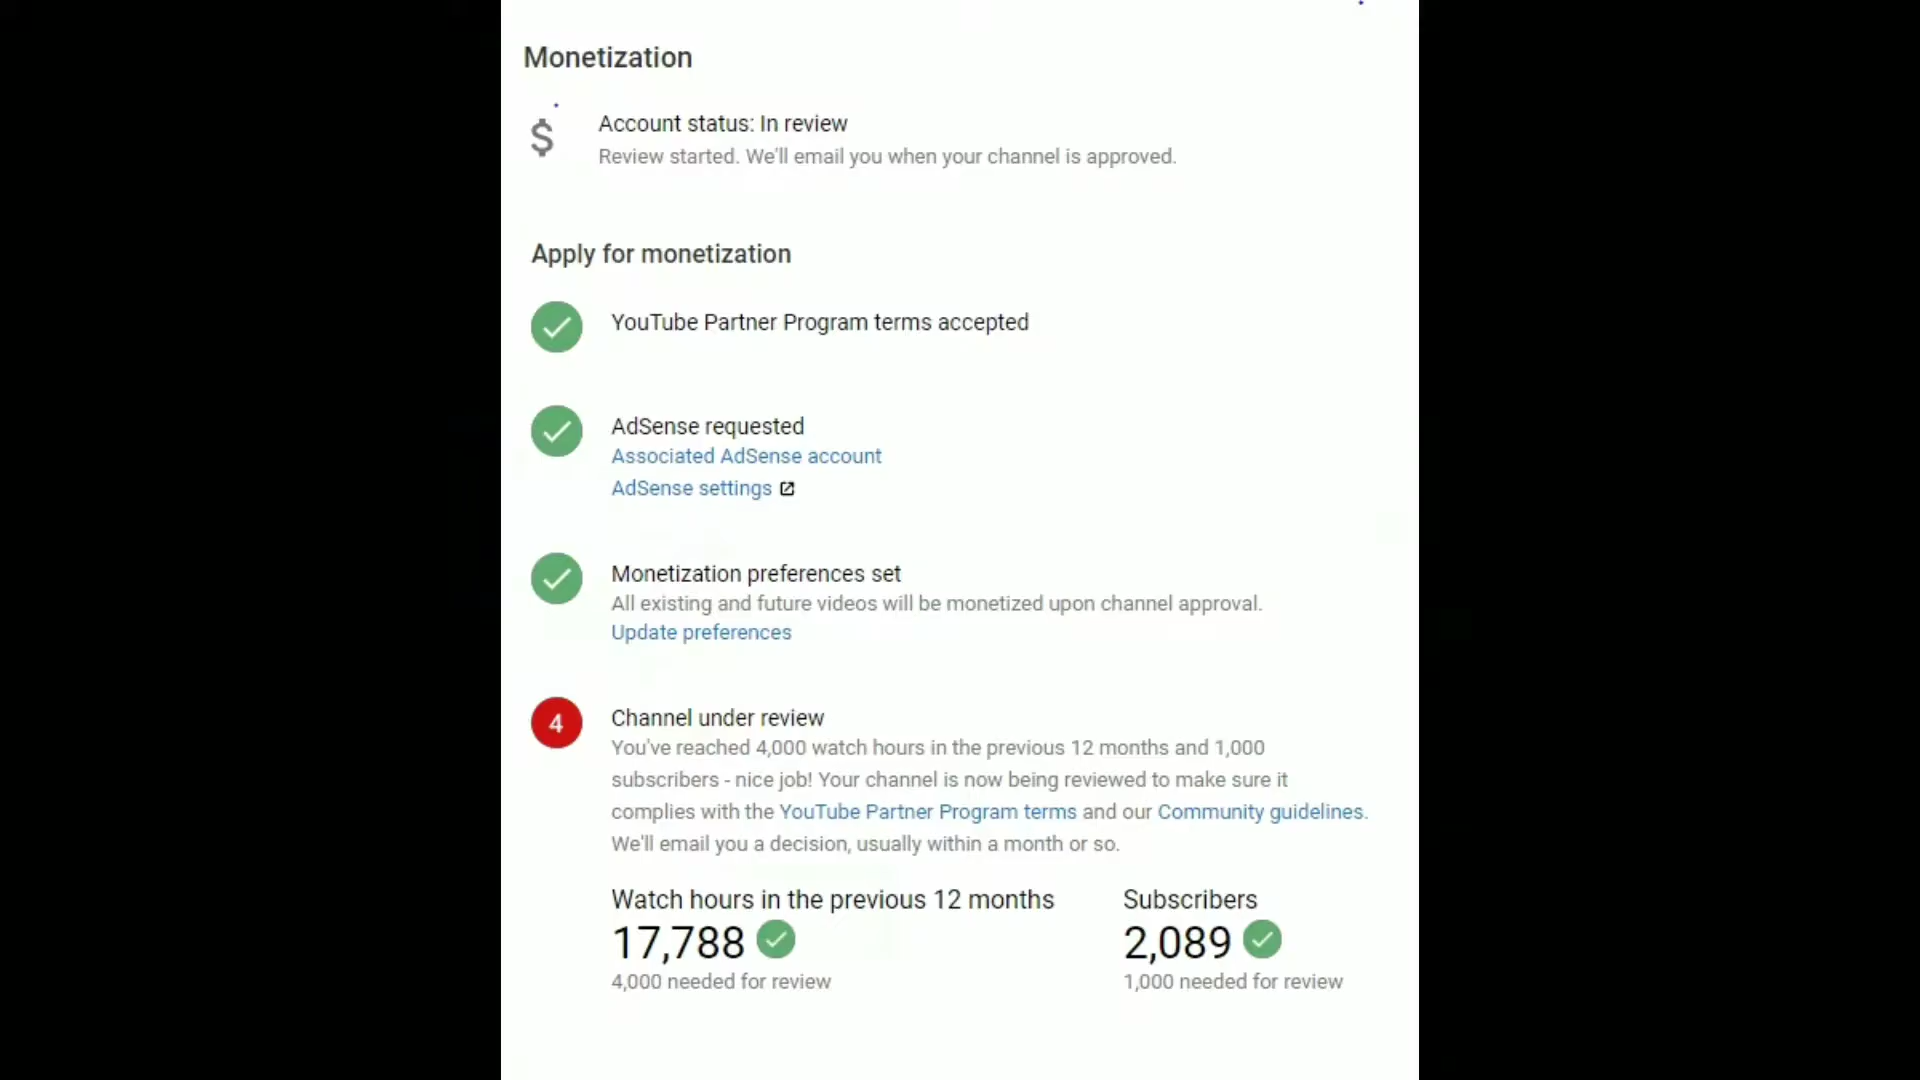 Monetization
$
Account status: In review
Review started. We'll email you when your channel is approved.
Apply for monetization
YouTube Partner Program terms accepted
AdSense requested
Associated AdSense account
AdSense settings
Monetization preferences set
All existing and future videos will be monetized upon channel approval.
Update preferences
4
Channel under review
You've reached 4,000 watch hours in the previous 12 months and 1,000
subscribers - nice job! Your channel is now being reviewed to make sure it
complies with the YouTube Partner Program terms and our Community guidelines.
We'll email you a decision, usually within a month or so.
Watch hours in the previous 12 months
17,788
4,000 needed for review
Subscribers
2,089
1,000 needed for review